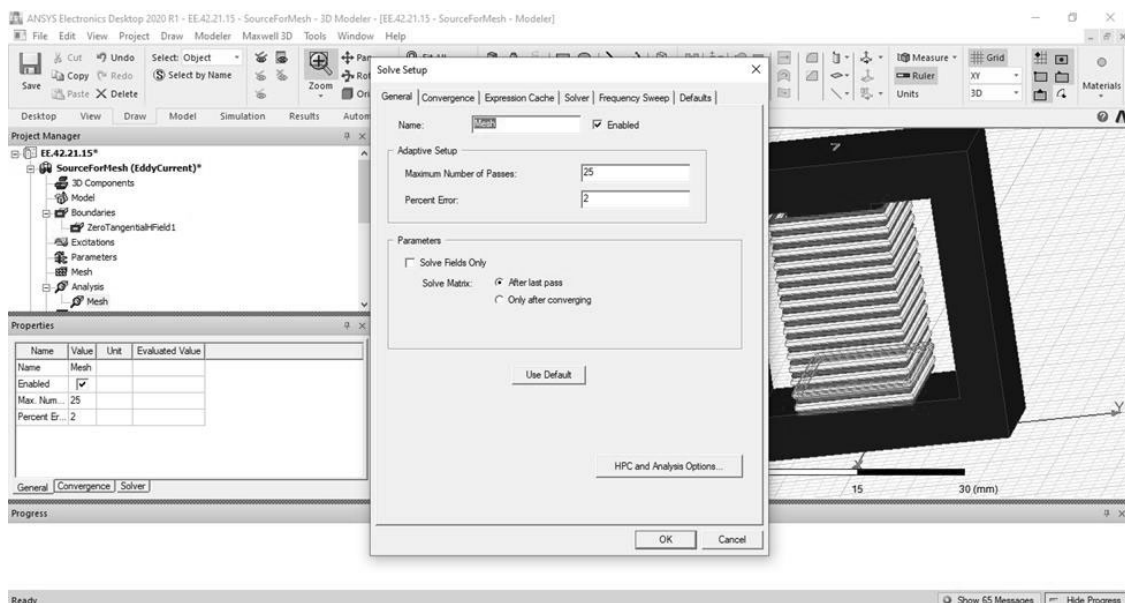 ANSYS Electronics Desktop 2020 R1 - EE.42.21.15 - SourceForMesh - 3D Modeler - [EE.42.21.15 - SourceForMesh - Modeler]
File Edit View Project Draw Modeler Maxwell 3D Tools Window Help
Save
Cut Undo
Copy Redo
Paste Delete
Select: Object
Select by Name
Zoom
Pan
Fit All
Measure
Ruler
Units
Grid
XY
3D
Materials
Desktop View Draw Model Simulation Results Autom
Project Manager
EE.42.21.15*
SourceForMesh (EddyCurrent)*
3D Components
Model
Boundaries
ZeroTangentialHField1
Excitations
Parameters
Mesh
Analysis
Mesh
Properties
Name Value Unit Evaluated Value
Name Mesh
Enabled
Max. Num... 25
Percent Er... 2
General Convergence Solver
Solve Setup
General Convergence Expression Cache Solver Frequency Sweep Defaults
Name: Mesh Enabled
Adaptive Setup
Maximum Number of Passes: 25
Percent Error: 2
Parameters
Solve Fields Only
Solve Matrix: After last pass
Only after converging
Use Default
HPC and Analysis Options...
OK Cancel
Y
15 30 (mm)
Progress
Ready
Show 65 Messages Hide Progress